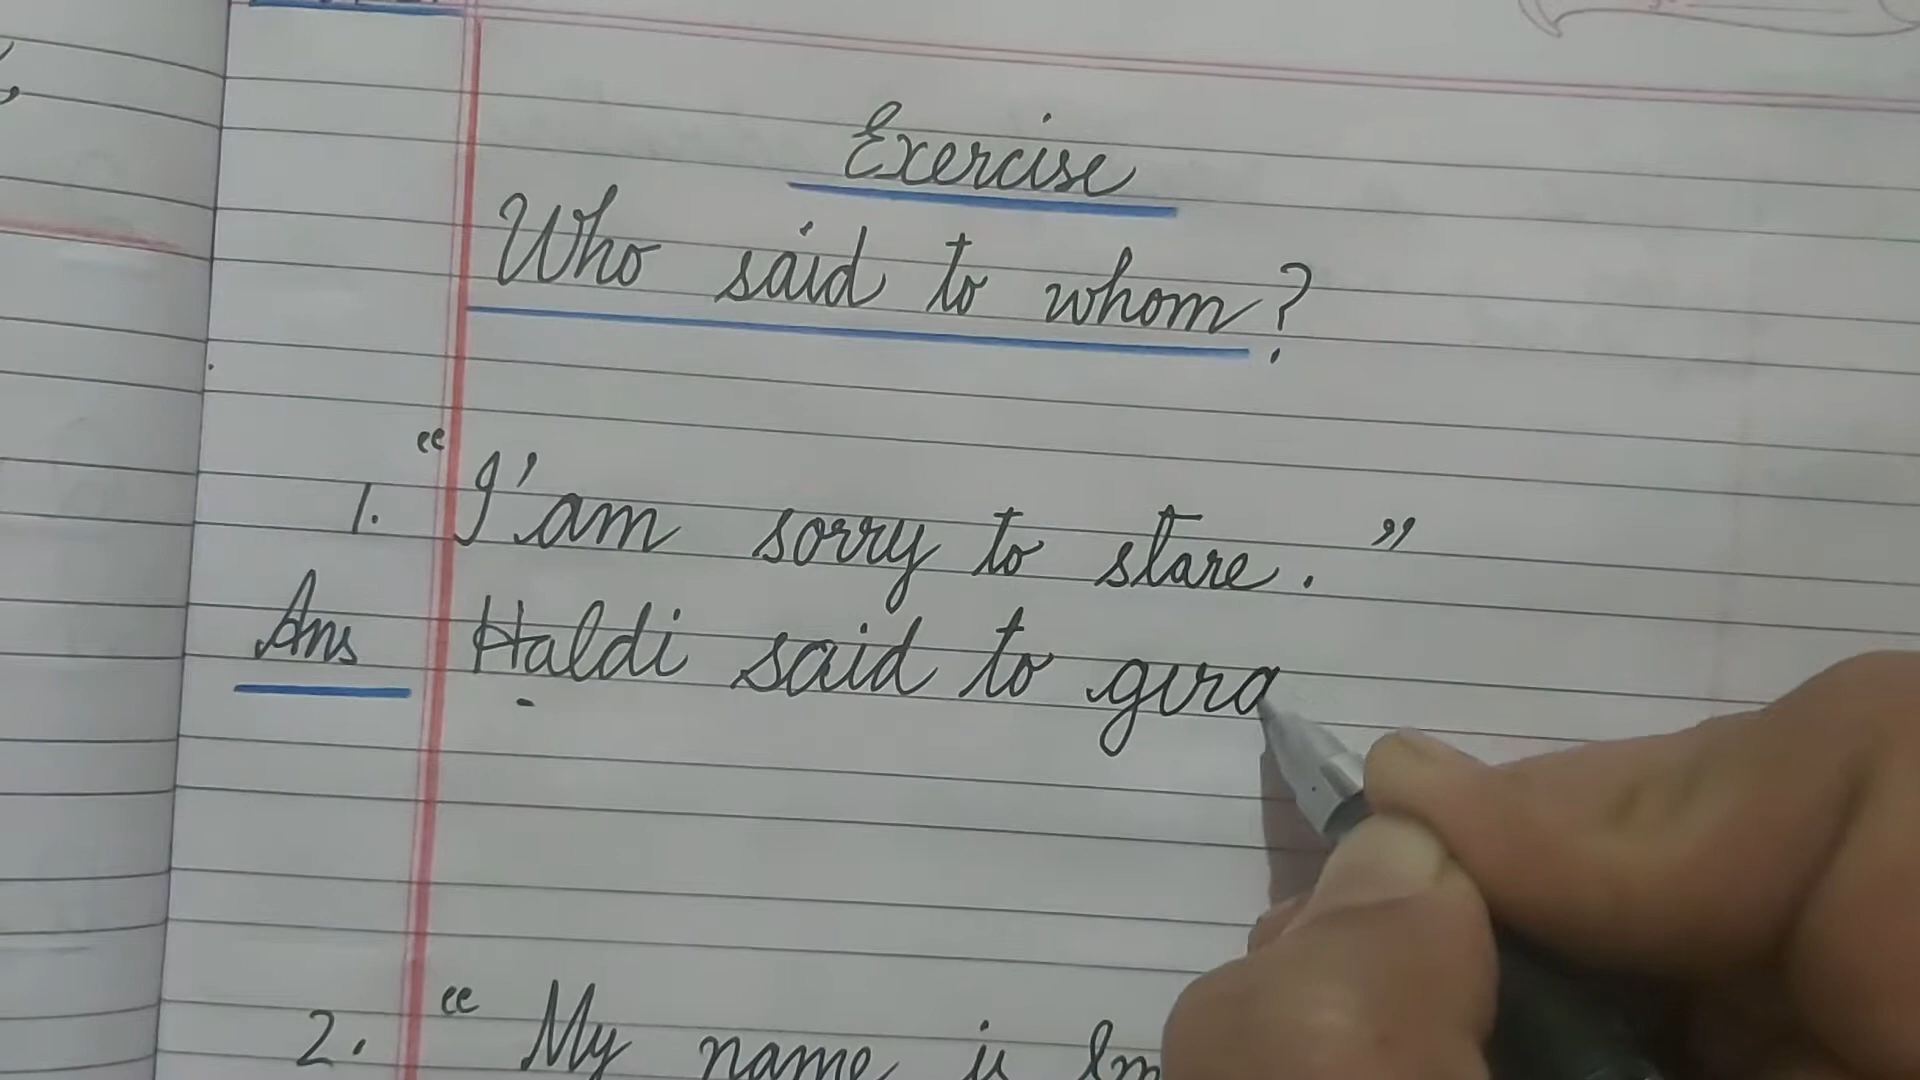 Exercise
Who said to whom?
1. "I'am sorry to stare."
Ans Haldi said to gira
2. "My name is Im